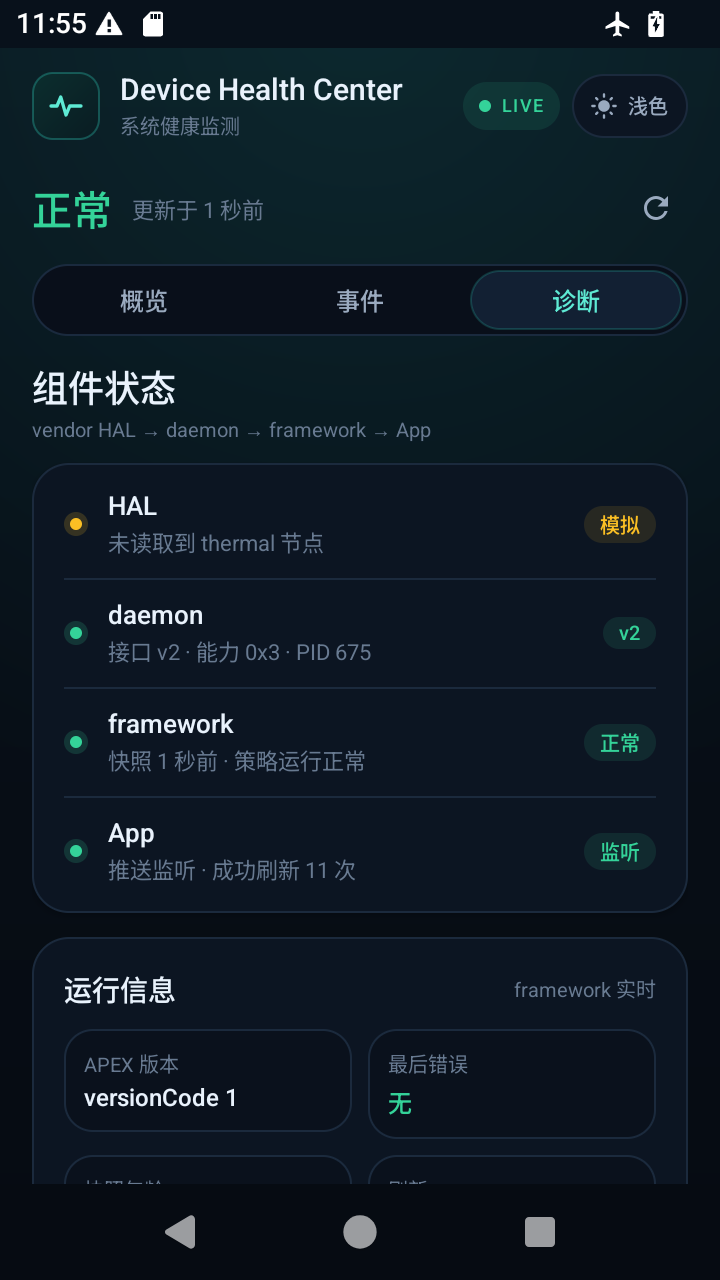 11:55
Device Health Center
系统健康监测
LIVE
浅色
正常
更新于 1 秒前
概览
事件
诊断
组件状态
vendor HAL → daemon → framework → App
HAL
未读取到 thermal 节点
模拟
daemon
接口 v2 · 能力 0x3 · PID 675
v2
framework
快照 1 秒前 · 策略运行正常
正常
App
推送监听 · 成功刷新 11 次
监听
运行信息
framework 实时
APEX 版本
versionCode 1
最后错误
无